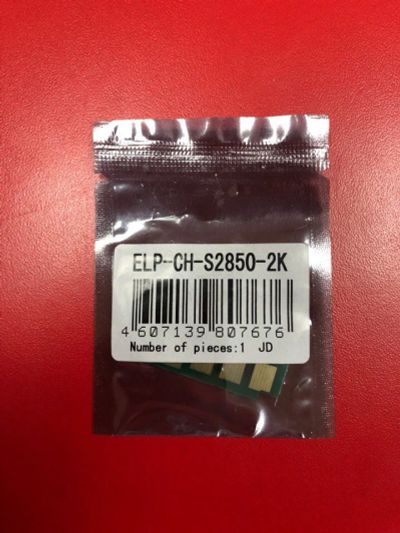 ELP-CH-S2850-2K
4 607139 807676
Number of pieces:1 JD